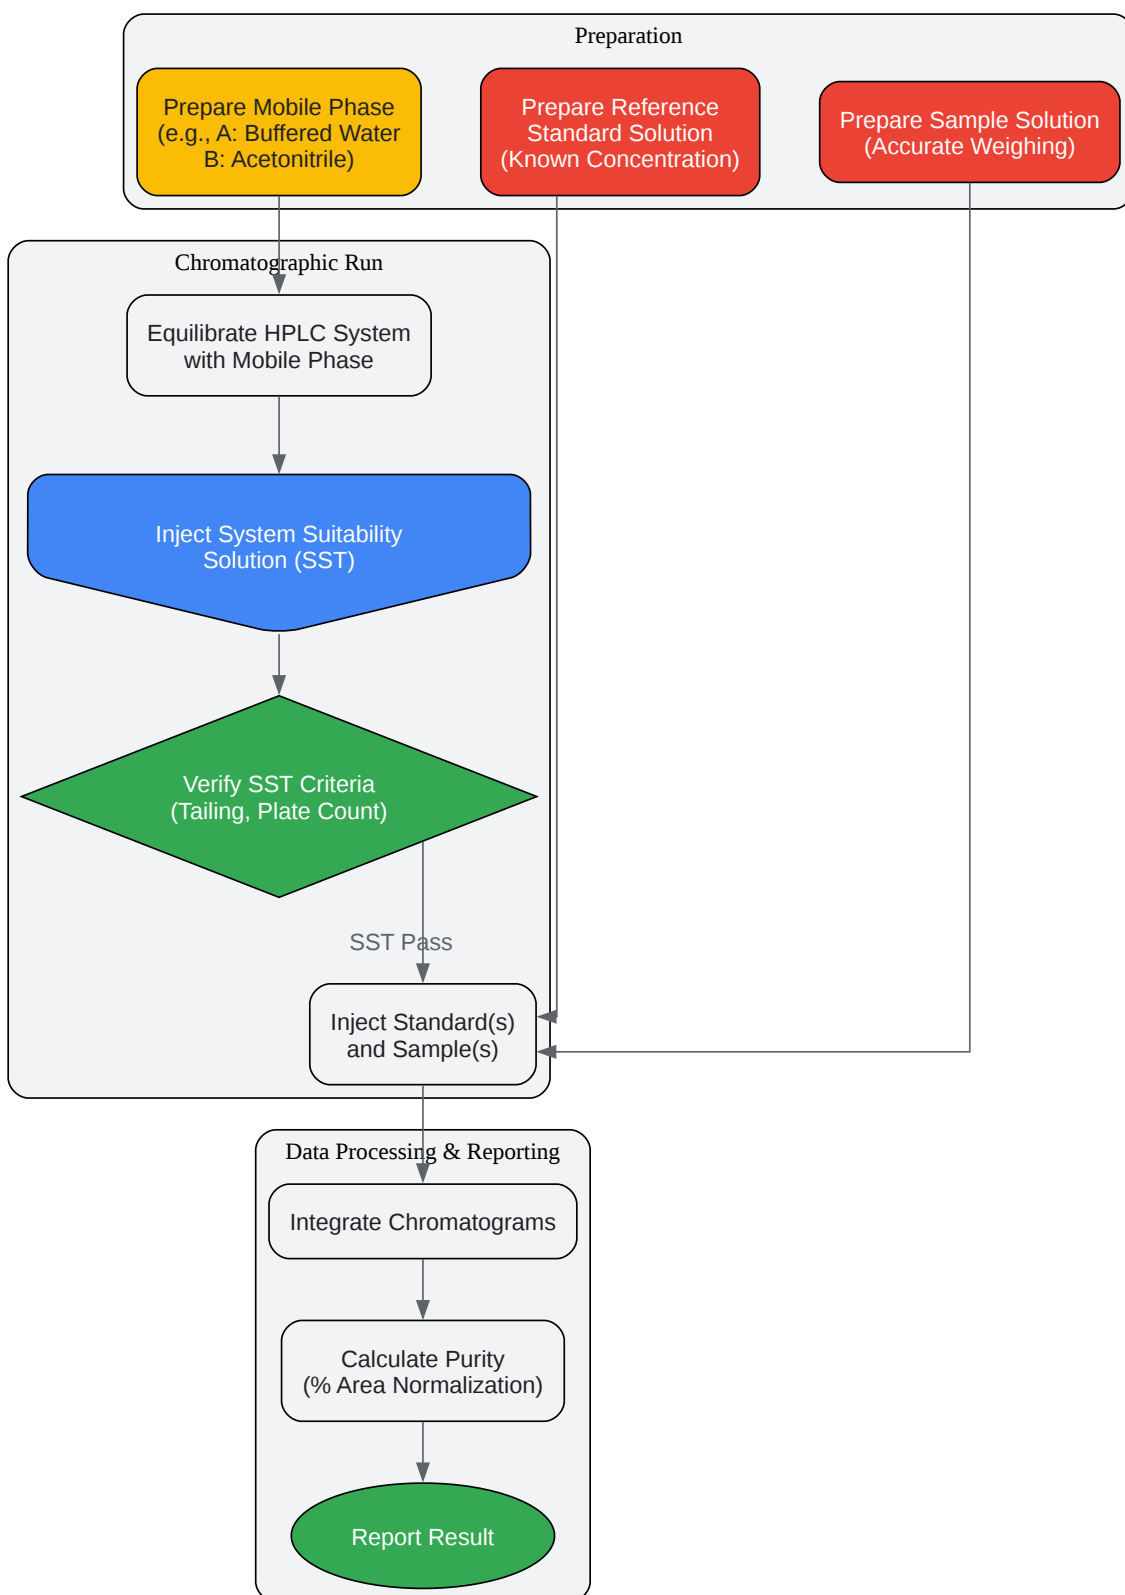 Preparation
Prepare Mobile Phase
(e.g., A: Buffered Water
B: Acetonitrile)
Prepare Reference
Standard Solution
(Known Concentration)
Prepare Sample Solution
(Accurate Weighing)
Chromatographic Run
Equilibrate HPLC System
with Mobile Phase
Inject System Suitability
Solution (SST)
Verify SST Criteria
(Tailing, Plate Count)
SST Pass
Inject Standard(s)
and Sample(s)
Data Processing & Reporting
Integrate Chromatograms
Calculate Purity
(% Area Normalization)
Report Result